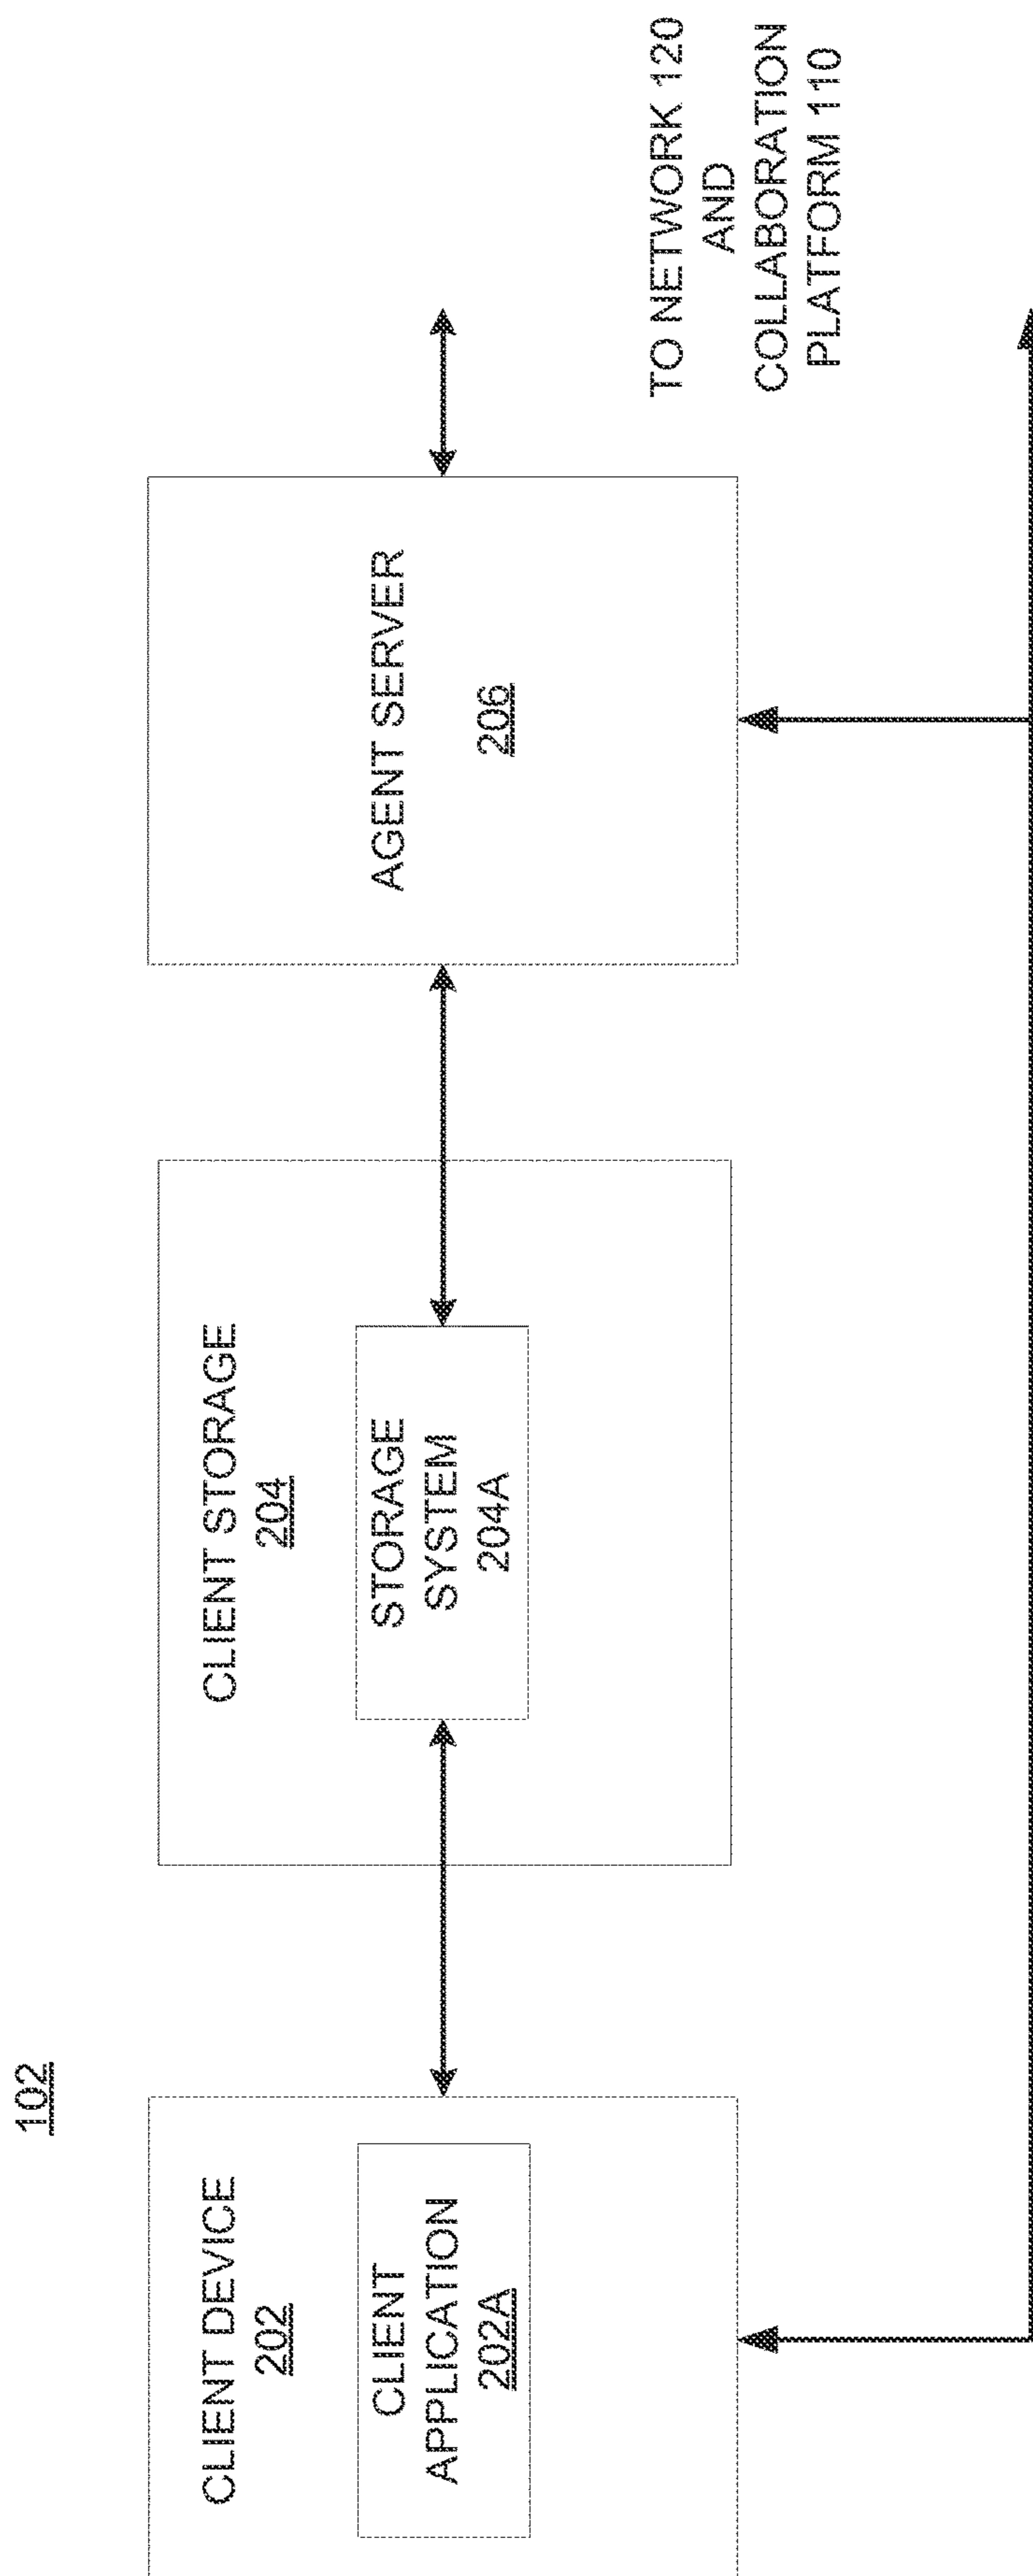 102
CLIENT DEVICE
202
CLIENT
APPLICATION
202A
CLIENT STORAGE
204
STORAGE
SYSTEM
204A
AGENT SERVER
206
TO NETWORK 120
AND
COLLABORATION
PLATFORM 110